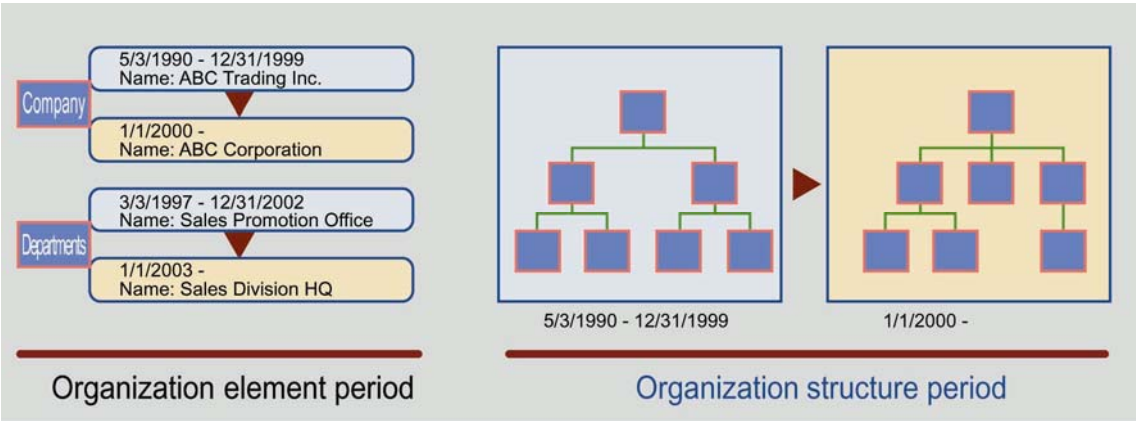 Company
5/3/1990 - 12/31/1999
Name: ABC Trading Inc.
1/1/2000 -
Name: ABC Corporation
Departments
3/3/1997 - 12/31/2002
Name: Sales Promotion Office
1/1/2003 -
Name: Sales Division HQ
Organization element period
5/3/1990 - 12/31/1999
1/1/2000 -
Organization structure period